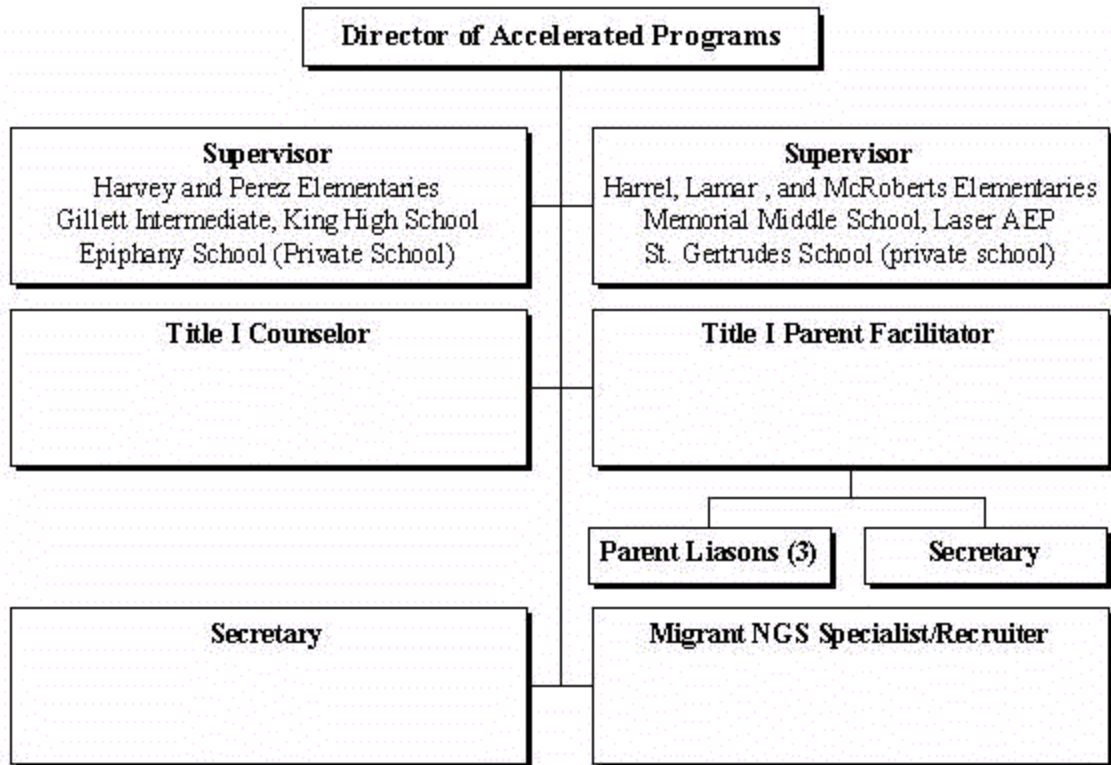 Director of Accelerated Programs
Supervisor
Harvey and Perez Elementaries
Gillett Intermediate, King High School
Epiphany School (Private School)
Supervisor
Harrel, Lamar , and McRoberts Elementaries
Memorial Middle School, Laser AEP
St. Gertrudes School (private school)
Title I Counselor
Title I Parent Facilitator
Parent Liasons (3)
Secretary
Secretary
Migrant NGS Specialist/Recruiter